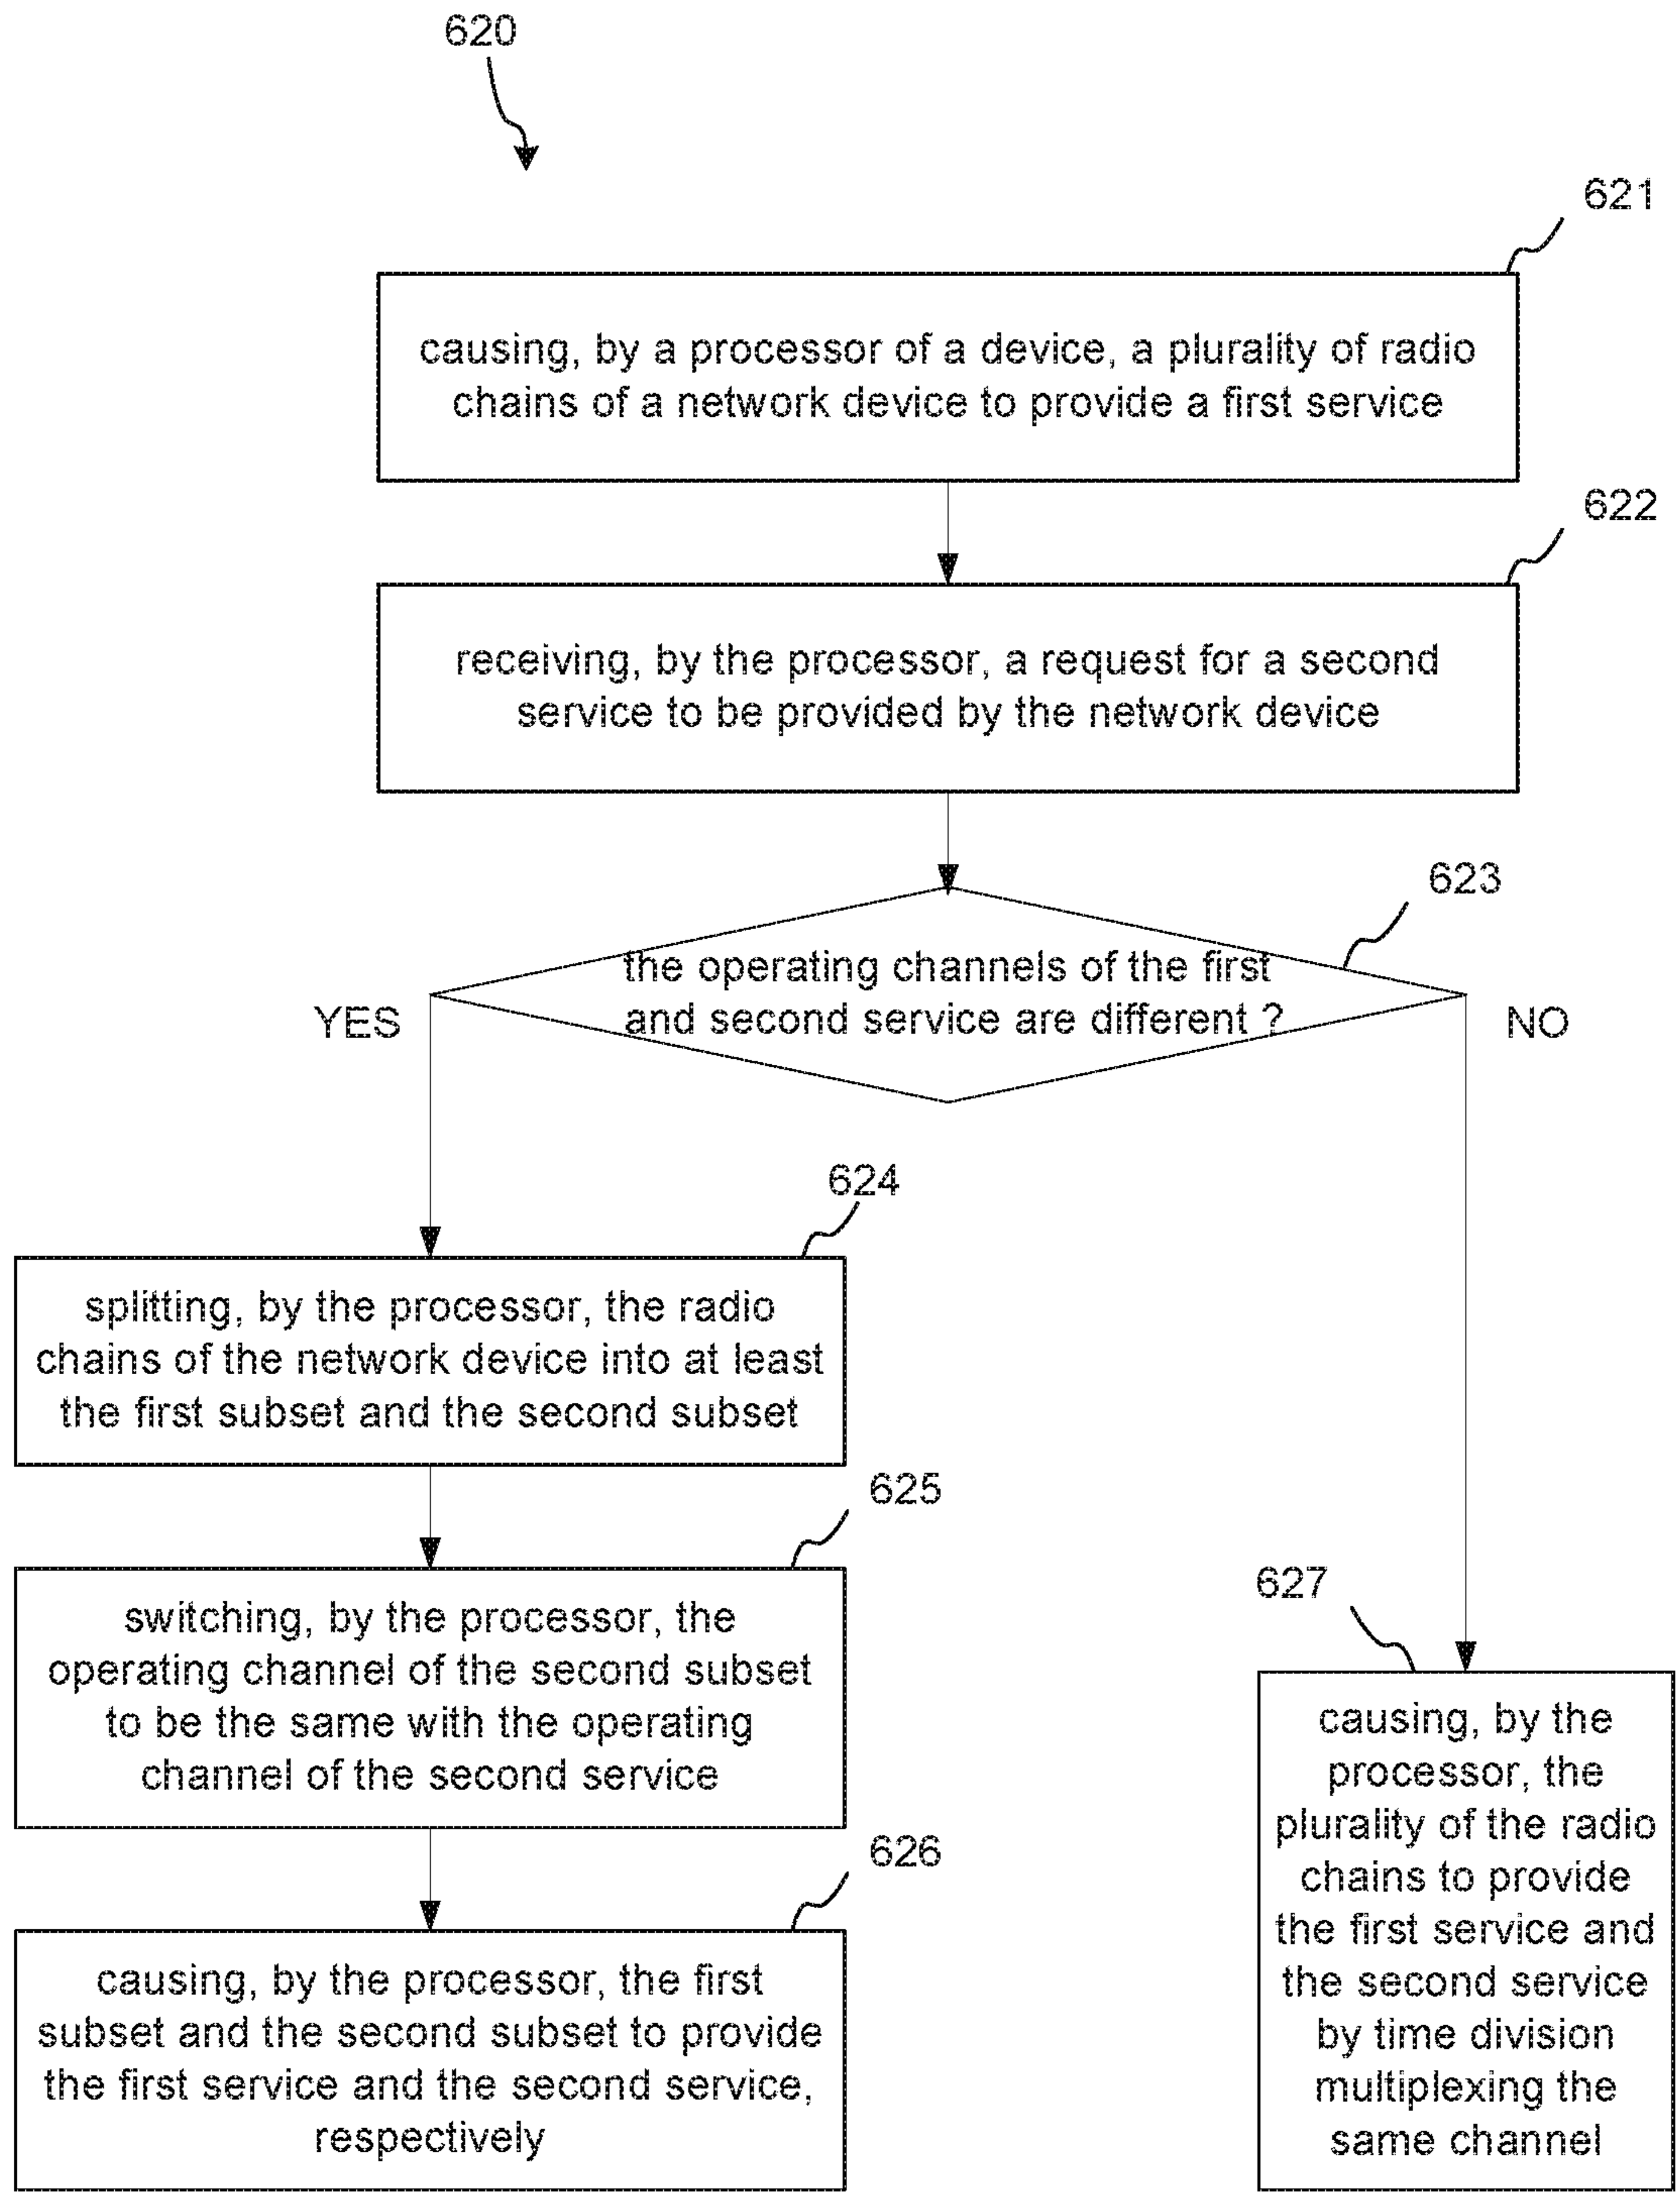 620
621
causing, by a processor of a device, a plurality of radio
chains of a network device to provide a first service
622
receiving, by the processor, a request for a second
service to be provided by the network device
623
the operating channels of the first
and second service are different ?
YES
NO
624
splitting, by the processor, the radio
chains of the network device into at least
the first subset and the second subset
625
switching, by the processor, the
operating channel of the second subset
to be the same with the operating
channel of the second service
626
causing, by the processor, the first
subset and the second subset to provide
the first service and the second service,
respectively
627
causing, by the
processor, the
plurality of the radio
chains to provide
the first service and
the second service
by time division
multiplexing the
same channel